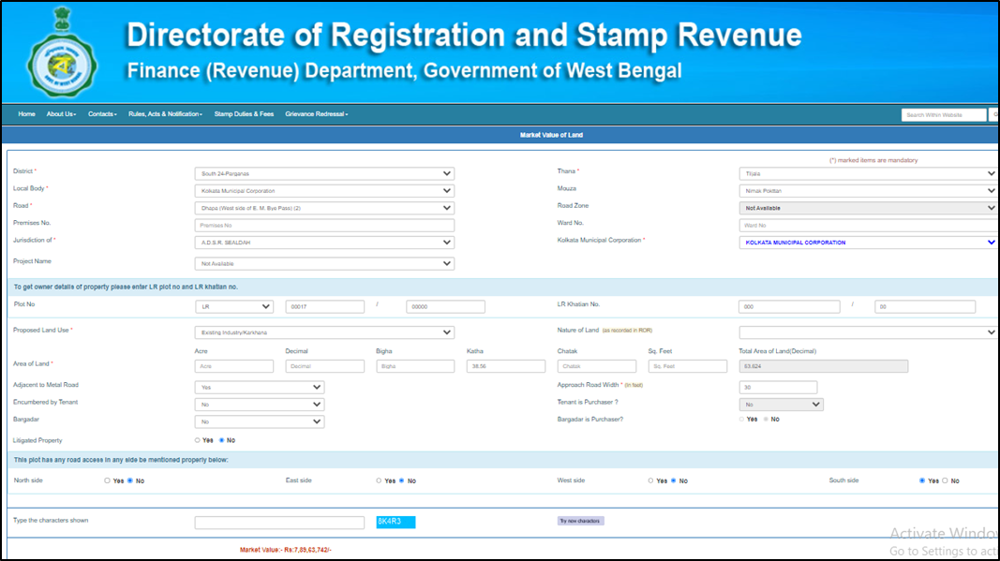 Directorate of Registration and Stamp Revenue
Finance (Revenue) Department, Government of West Bengal
Home About Us Contacts Rules, Acts & Notification Stamp Duties & Fees Grievance Redressal Search Within Website
Market Value of Land
(*) marked items are mandatory
District * South 24-Parganas Thana * Tiljala
Local Body * Kolkata Municipal Corporation Mouza Nimak Pokttan
Road * Dhapa (West side of E. M. Bye Pass) (2) Road Zone Not Available
Premises No. Premises No Ward No. Ward No
Jurisdiction of * A.D.S.R. SEALDAH Kolkata Municipal Corporation * KOLKATA MUNICIPAL CORPORATION
Project Name Not Available
To get owner details of property please enter LR plot no and LR khatian no.
Plot No LR 00017 / 00000 LR Khatian No. 000 / 00
Proposed Land Use * Existing Industry/Karkhana Nature of Land (as recorded in ROR)
Acre Decimal Bigha Katha Chatak Sq. Feet Total Area of Land(Decimal)
Area of Land * Acre Decimal Bigha 38.56 Chatak Sq. Feet 63.624
Adjacent to Metal Road Yes Approach Road Width * (in feet) 30
Encumbered by Tenant No Tenant is Purchaser ? No
Bargadar No Bargadar is Purchaser? Yes No
Litigated Property Yes No
This plot has any road access in any side be mentioned properly below:
North side Yes No East side Yes No West side Yes No South side Yes No
Type the characters shown 8K4R3 Try new characters
Market Value:- Rs:7,89,63,742/-
Activate Window
Go to Settings to act